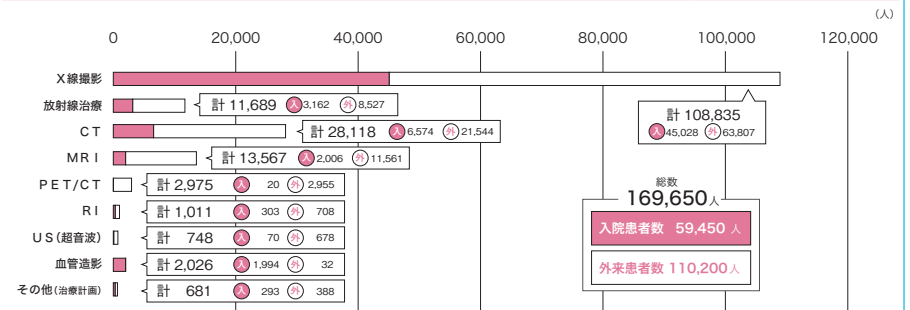 (人)
0 20,000 40,000 60,000 80,000 100,000 120,000
X線撮影
計 108,835
入 45,028 外 63,807
放射線治療 計 11,689 入 3,162 外 8,527
CT 計 28,118 入 6,574 外 21,544
MRI 計 13,567 入 2,006 外 11,561
PET/CT 計 2,975 入 20 外 2,955
RI 計 1,011 入 303 外 708
US(超音波) 計 748 入 70 外 678
血管造影 計 2,026 入 1,994 外 32
その他(治療計画) 計 681 入 293 外 388
総数
169,650人
入院患者数 59,450 人
外来患者数 110,200人